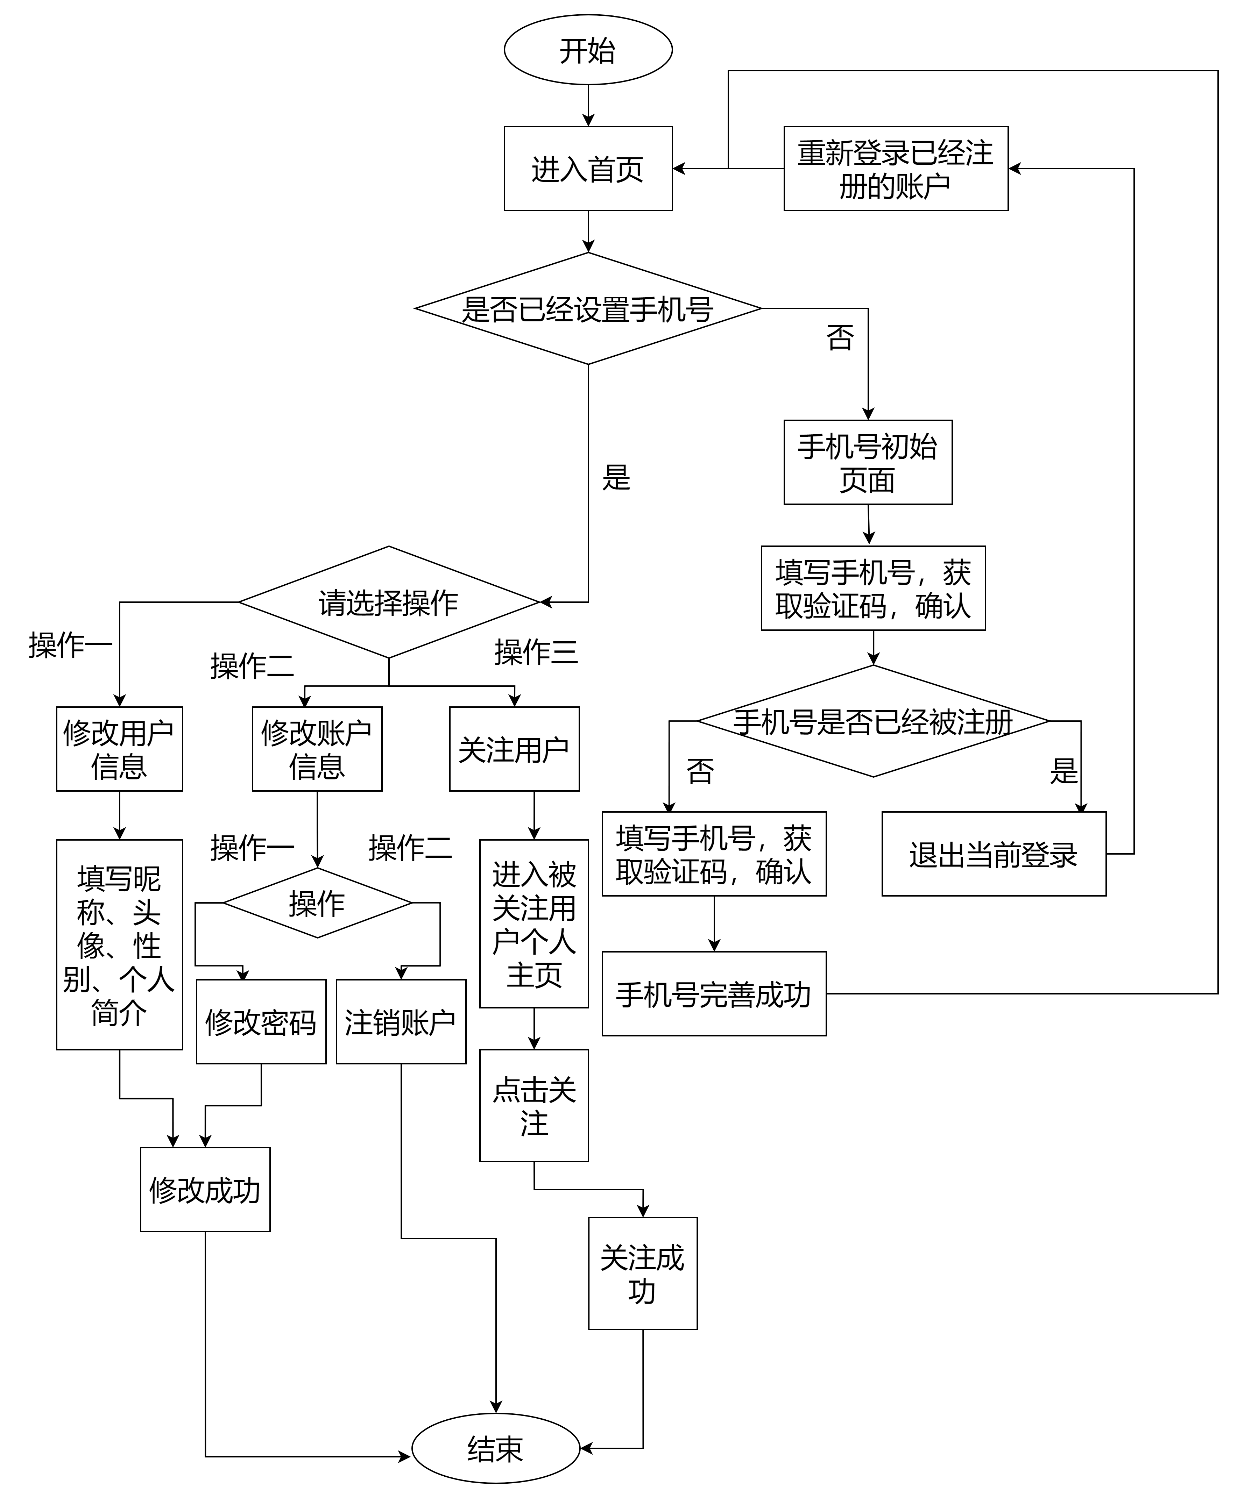 开始
进入首页
重新登录已经注
册的账户
是否已经设置手机号
否
手机号初始
页面
是
填写手机号，获
取验证码，确认
请选择操作
操作一
操作二
操作三
修改用户
信息
修改账户
信息
关注用户
手机号是否已经被注册
否
是
填写手机号，获
取验证码，确认
退出当前登录
操作一
操作二
填写昵
称、头
像、性
别、个人
简介
操作
进入被
关注用
户个人
主页
修改密码
注销账户
手机号完善成功
点击关
注
修改成功
关注成
功
结束